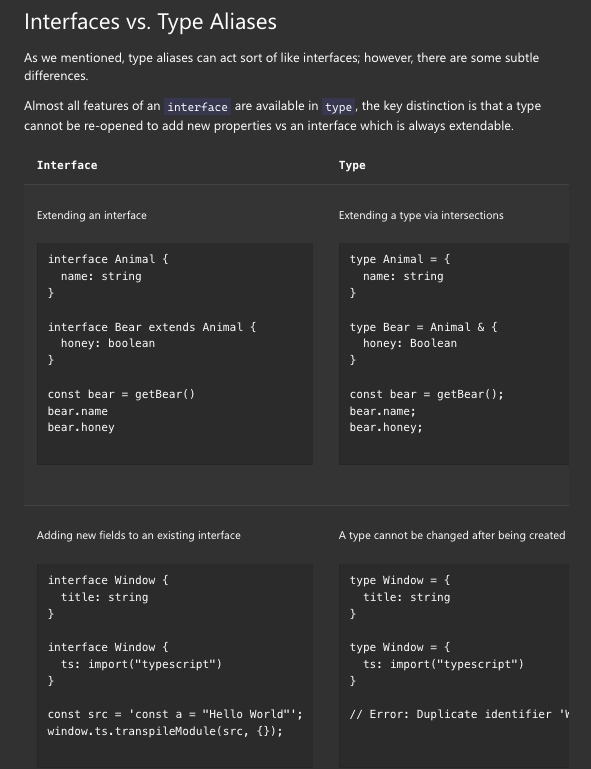 Interfaces vs. Type Aliases
As we mentioned, type aliases can act sort of like interfaces; however, there are some subtle
differences.
Almost all features of an interface are available in type, the key distinction is that a type
cannot be re-opened to add new properties vs an interface which is always extendable.
Interface
Type
Extending an interface
interface Animal {
  name: string
}

interface Bear extends Animal {
  honey: boolean
}

const bear = getBear()
bear.name
bear.honey
Extending a type via intersections
type Animal = {
  name: string
}

type Bear = Animal & {
  honey: Boolean
}

const bear = getBear();
bear.name;
bear.honey;
Adding new fields to an existing interface
interface Window {
  title: string
}

interface Window {
  ts: import("typescript")
}

const src = 'const a = "Hello World"';
window.ts.transpileModule(src, {});
A type cannot be changed after being created
type Window = {
  title: string
}

type Window = {
  ts: import("typescript")
}

// Error: Duplicate identifier